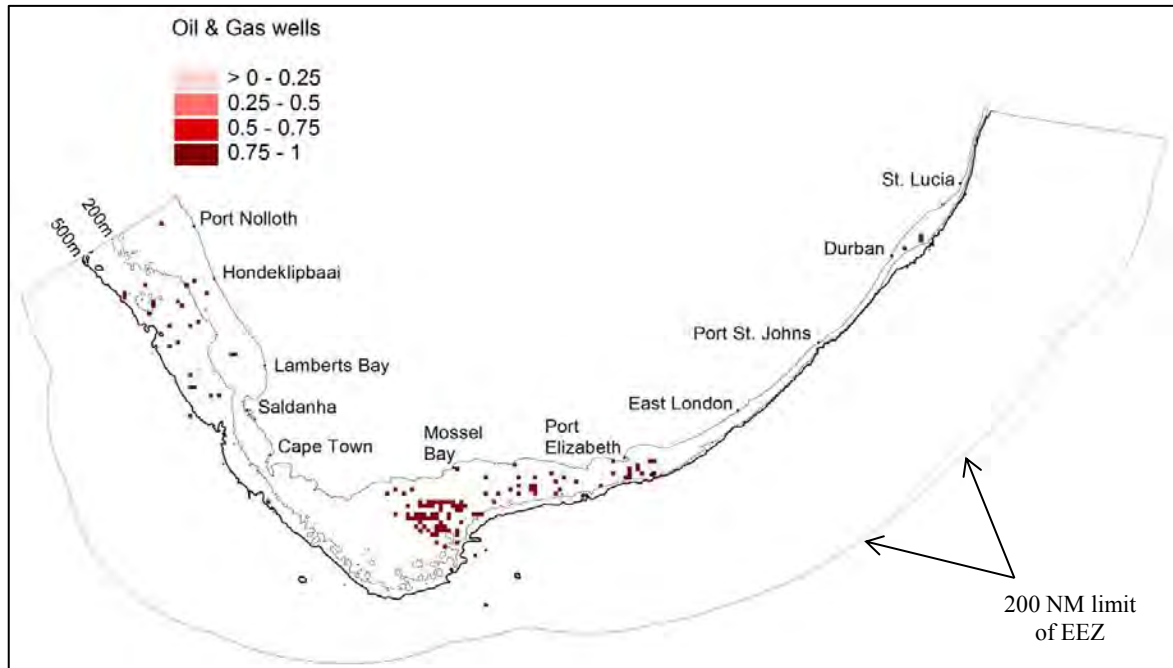 Oil & Gas wells
> 0 - 0.25
0.25 - 0.5
0.5 - 0.75
0.75 - 1
200m
500m
Port Nolloth
Hondeklipbaai
Lamberts Bay
Saldanha
Cape Town
Mossel
Bay
Port
Elizabeth
East London
Port St. Johns
Durban
St. Lucia
200 NM limit
of EEZ